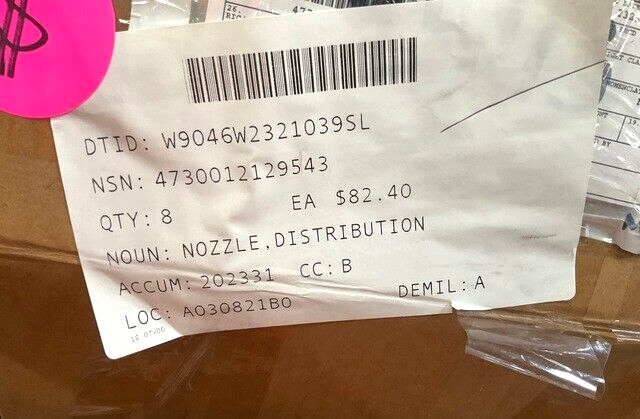 DTID: W9046W2321039SL
NSN: 4730012129543
QTY: 8 EA $82.40
NOUN: NOZZLE,DISTRIBUTION
ACCUM: 202331 CC: B
LOC: A030821B0 DEMIL: A